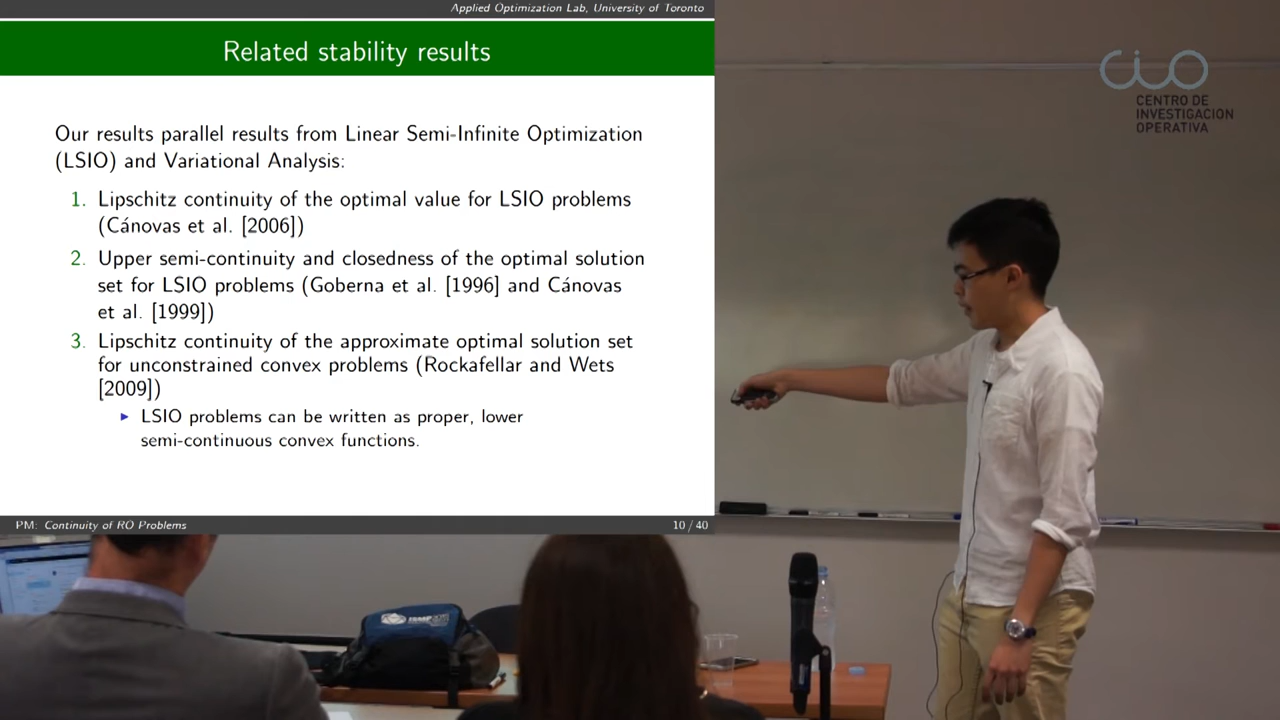 Applied Optimization Lab, University of Toronto
Related stability results
Our results parallel results from Linear Semi-Infinite Optimization
(LSIO) and Variational Analysis:
1. Lipschitz continuity of the optimal value for LSIO problems
(Cánovas et al. [2006])
2. Upper semi-continuity and closedness of the optimal solution
set for LSIO problems (Goberna et al. [1996] and Cánovas
et al. [1999])
3. Lipschitz continuity of the approximate optimal solution set
for unconstrained convex problems (Rockafellar and Wets
[2009])
▶ LSIO problems can be written as proper, lower
semi-continuous convex functions.
PM: Continuity of RO Problems
10 / 40
CIO
CENTRO DE
INVESTIGACION
OPERATIVA